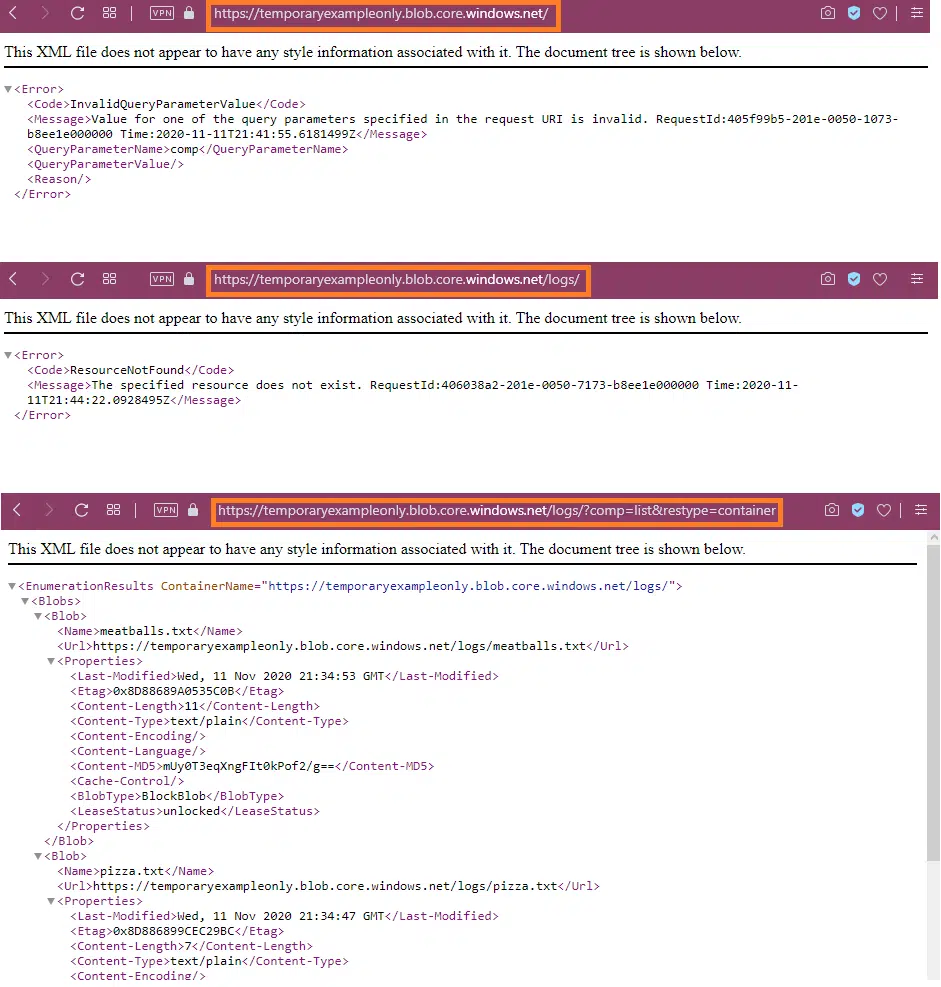 VPN https://temporaryexampleonly.blob.core.windows.net/
This XML file does not appear to have any style information associated with it. The document tree is shown below.
▼<Error>
<Code>InvalidQueryParameterValue</Code>
<Message>Value for one of the query parameters specified in the request URI is invalid. RequestId:405f99b5-201e-0050-1073-
b8ee1e000000 Time:2020-11-11T21:41:55.6181499Z</Message>
<QueryParameterName>comp</QueryParameterName>
<QueryParameterValue/>
<Reason/>
</Error>
VPN https://temporaryexampleonly.blob.core.windows.net/logs/
This XML file does not appear to have any style information associated with it. The document tree is shown below.
▼<Error>
<Code>ResourceNotFound</Code>
<Message>The specified resource does not exist. RequestId:406038a2-201e-0050-7173-b8ee1e000000 Time:2020-11-
11T21:44:22.0928495Z</Message>
</Error>
VPN https://temporaryexampleonly.blob.core.windows.net/logs/?comp=list&restype=container
This XML file does not appear to have any style information associated with it. The document tree is shown below.
▼<EnumerationResults ContainerName="https://temporaryexampleonly.blob.core.windows.net/logs/">
▼<Blobs>
▼<Blob>
<Name>meatballs.txt</Name>
<Url>https://temporaryexampleonly.blob.core.windows.net/logs/meatballs.txt</Url>
▼<Properties>
<Last-Modified>Wed, 11 Nov 2020 21:34:53 GMT</Last-Modified>
<Etag>0x8D88689A0535C0B</Etag>
<Content-Length>11</Content-Length>
<Content-Type>text/plain</Content-Type>
<Content-Encoding/>
<Content-Language/>
<Content-MD5>mUy0T3eqXngFIt0kPof2/g==</Content-MD5>
<Cache-Control/>
<BlobType>BlockBlob</BlobType>
<LeaseStatus>unlocked</LeaseStatus>
</Properties>
</Blob>
▼<Blob>
<Name>pizza.txt</Name>
<Url>https://temporaryexampleonly.blob.core.windows.net/logs/pizza.txt</Url>
▼<Properties>
<Last-Modified>Wed, 11 Nov 2020 21:34:47 GMT</Last-Modified>
<Etag>0x8D886899CEC29BC</Etag>
<Content-Length>7</Content-Length>
<Content-Type>text/plain</Content-Type>
<Content-Encoding/>